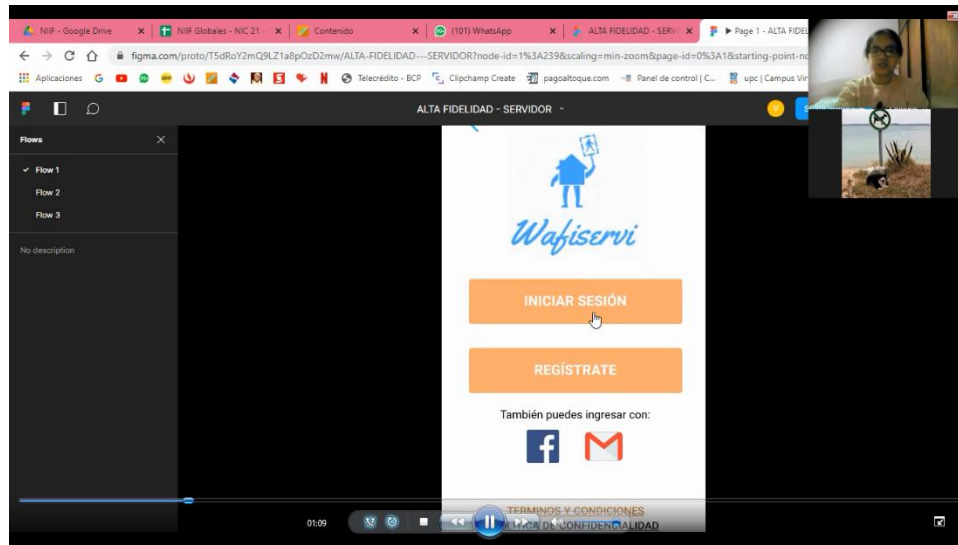 NIIF - Google Drive
NIIF Globales - NIC 21 -
Contenido
(101) WhatsApp
ALTA FIDELIDAD - SERVI
Page 1 - ALTA FIDEL
figma.com/proto/T5dRoY2mQ9LZ1a8pOzD2mw/ALTA-FIDELIDAD---SERVIDOR?node-id=1%3A239&scaling=min-zoom&page-id=0%3A1&starting-point-no
Aplicaciones
Telecrédito - BCP
Clipchamp Create
pagoaltoque.com
Panel de control | C...
upc | Campus Vir
ALTA FIDELIDAD - SERVIDOR
V
Flows
Flow 1
Flow 2
Flow 3
No description
Wafiservi
INICIAR SESIÓN
REGÍSTRATE
También puedes ingresar con:
TERMINOS Y CONDICIONES
DE CONFIDENCIALIDAD
01:09